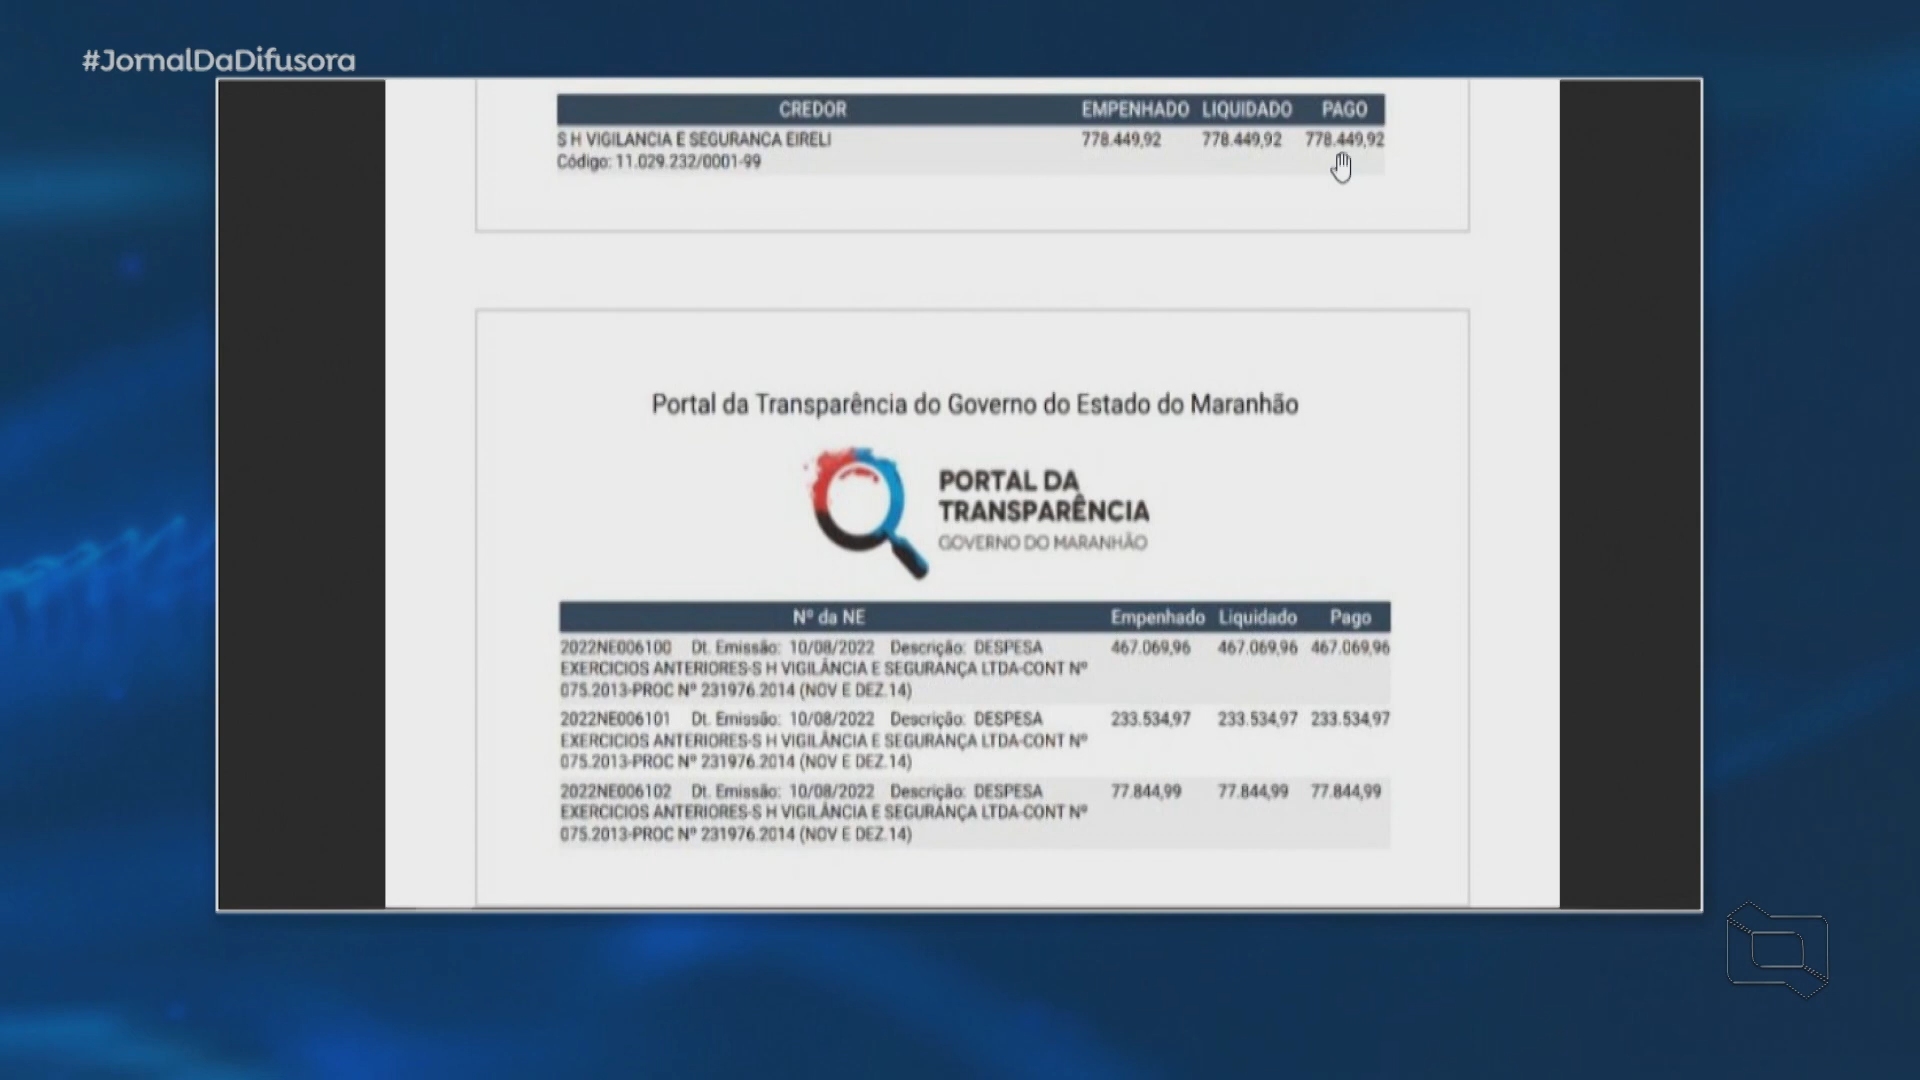 #JornalDaDifusora
CREDOR EMPENHADO LIQUIDADO PAGO
S H VIGILANCIA E SEGURANCA EIRELI 778.449,92 778.449,92 778.449,92
Código: 11.029.232/0001-99
Portal da Transparência do Governo do Estado do Maranhão
PORTAL DA
TRANSPARÊNCIA
GOVERNO DO MARANHÃO
Nº da NE Empenhado Liquidado Pago
2022NE006100 Dt. Emissão: 10/08/2022 Descrição: DESPESA 467.069,96 467.069,96 467.069,96
EXERCICIOS ANTERIORES-S H VIGILÂNCIA E SEGURANÇA LTDA-CONT Nº
075.2013-PROC Nº 231976.2014 (NOV E DEZ.14)
2022NE006101 Dt. Emissão: 10/08/2022 Descrição: DESPESA 233.534,97 233.534,97 233.534,97
EXERCICIOS ANTERIORES-S H VIGILÂNCIA E SEGURANÇA LTDA-CONT Nº
075.2013-PROC Nº 231976.2014 (NOV E DEZ.14)
2022NE006102 Dt. Emissão: 10/08/2022 Descrição: DESPESA 77.844,99 77.844,99 77.844,99
EXERCICIOS ANTERIORES-S H VIGILÂNCIA E SEGURANÇA LTDA-CONT Nº
075.2013-PROC Nº 231976.2014 (NOV E DEZ.14)